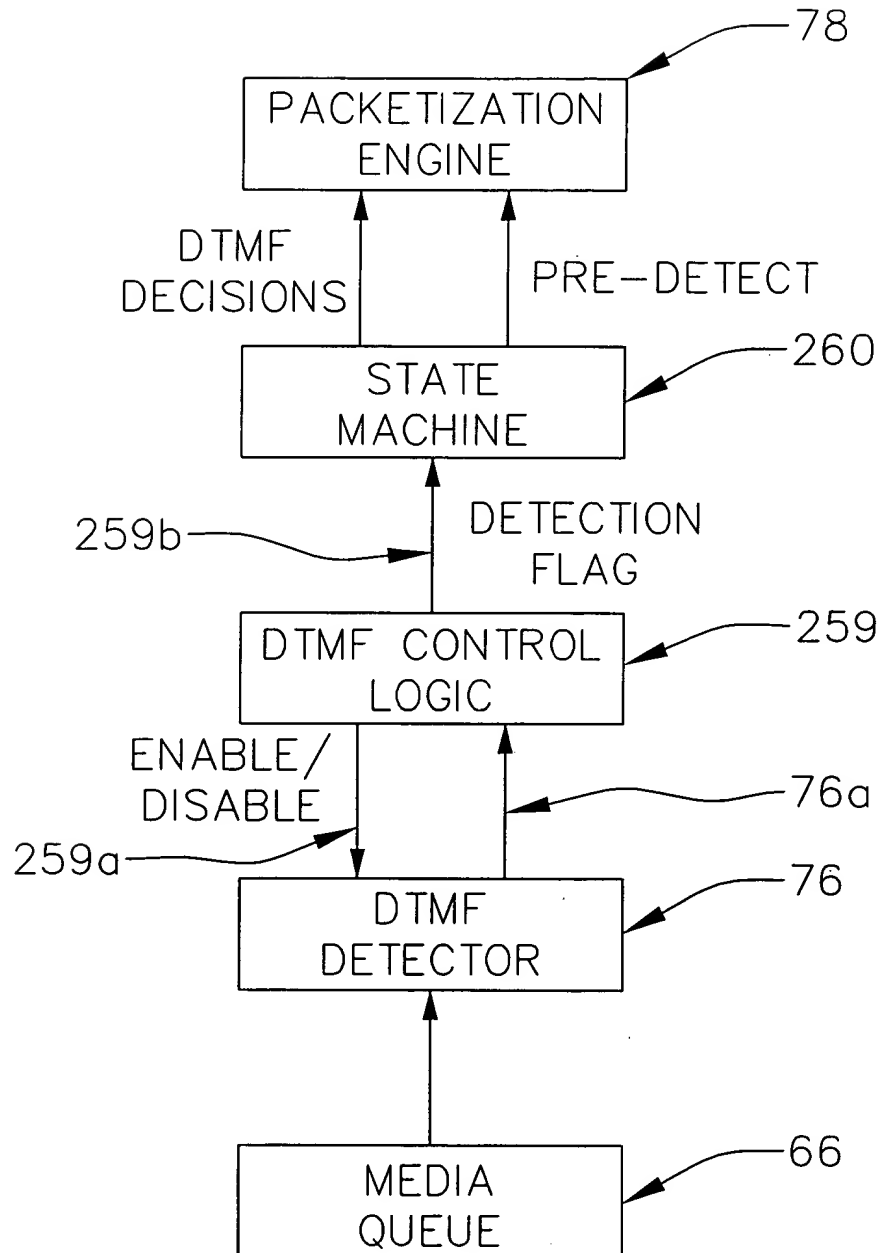 78
PACKETIZATION
ENGINE
DTMF
DECISIONS
PRE-DETECT
260
STATE
MACHINE
259b
DETECTION
FLAG
259
DTMF CONTROL
LOGIC
ENABLE/
DISABLE
76a
259a
76
DTMF
DETECTOR
66
MEDIA
QUEUE